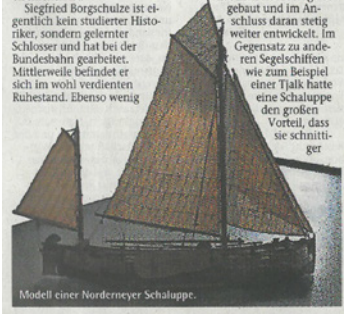 Siegfried Borgschulze ist ei-
gentlich kein studierter Histo-
riker, sondern gelernter
Schlosser und hat bei der
Bundesbahn gearbeitet.
Mittlerweile befindet er
sich im wohl verdienten
Ruhestand. Ebenso wenig
gebaut und im An-
schluss daran stetig
weiter entwickelt. Im
Gegensatz zu ande-
ren Segelschiffen
wie zum Beispiel
einer Tjalk hatte
eine Schaluppe
den großen
Vorteil, dass
sie schnitti-
ger
Modell einer Norderneyer Schaluppe.